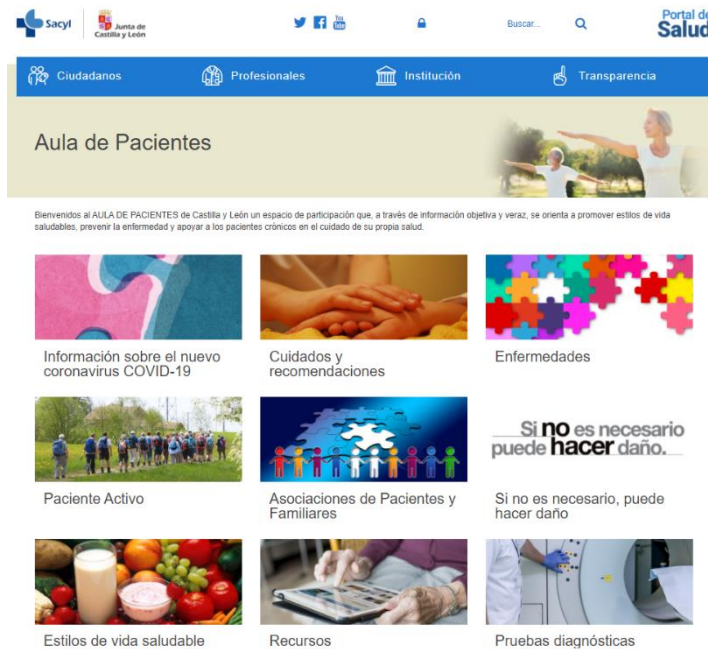 Sacyl
Junta de
Castilla y León
You
Tube
Buscar...
Portal de
Salud
Ciudadanos
Profesionales
Institución
Transparencia
Aula de Pacientes
Bienvenidos al AULA DE PACIENTES de Castilla y León un espacio de participación que, a través de información objetiva y veraz, se orienta a promover estilos de vida
saludables, prevenir la enfermedad y apoyar a los pacientes crónicos en el cuidado de su propia salud.
Información sobre el nuevo
coronavirus COVID-19
Cuidados y
recomendaciones
Enfermedades
Si no es necesario
puede hacer daño.
Paciente Activo
Asociaciones de Pacientes y
Familiares
Si no es necesario, puede
hacer daño
Estilos de vida saludable
Recursos
Pruebas diagnósticas